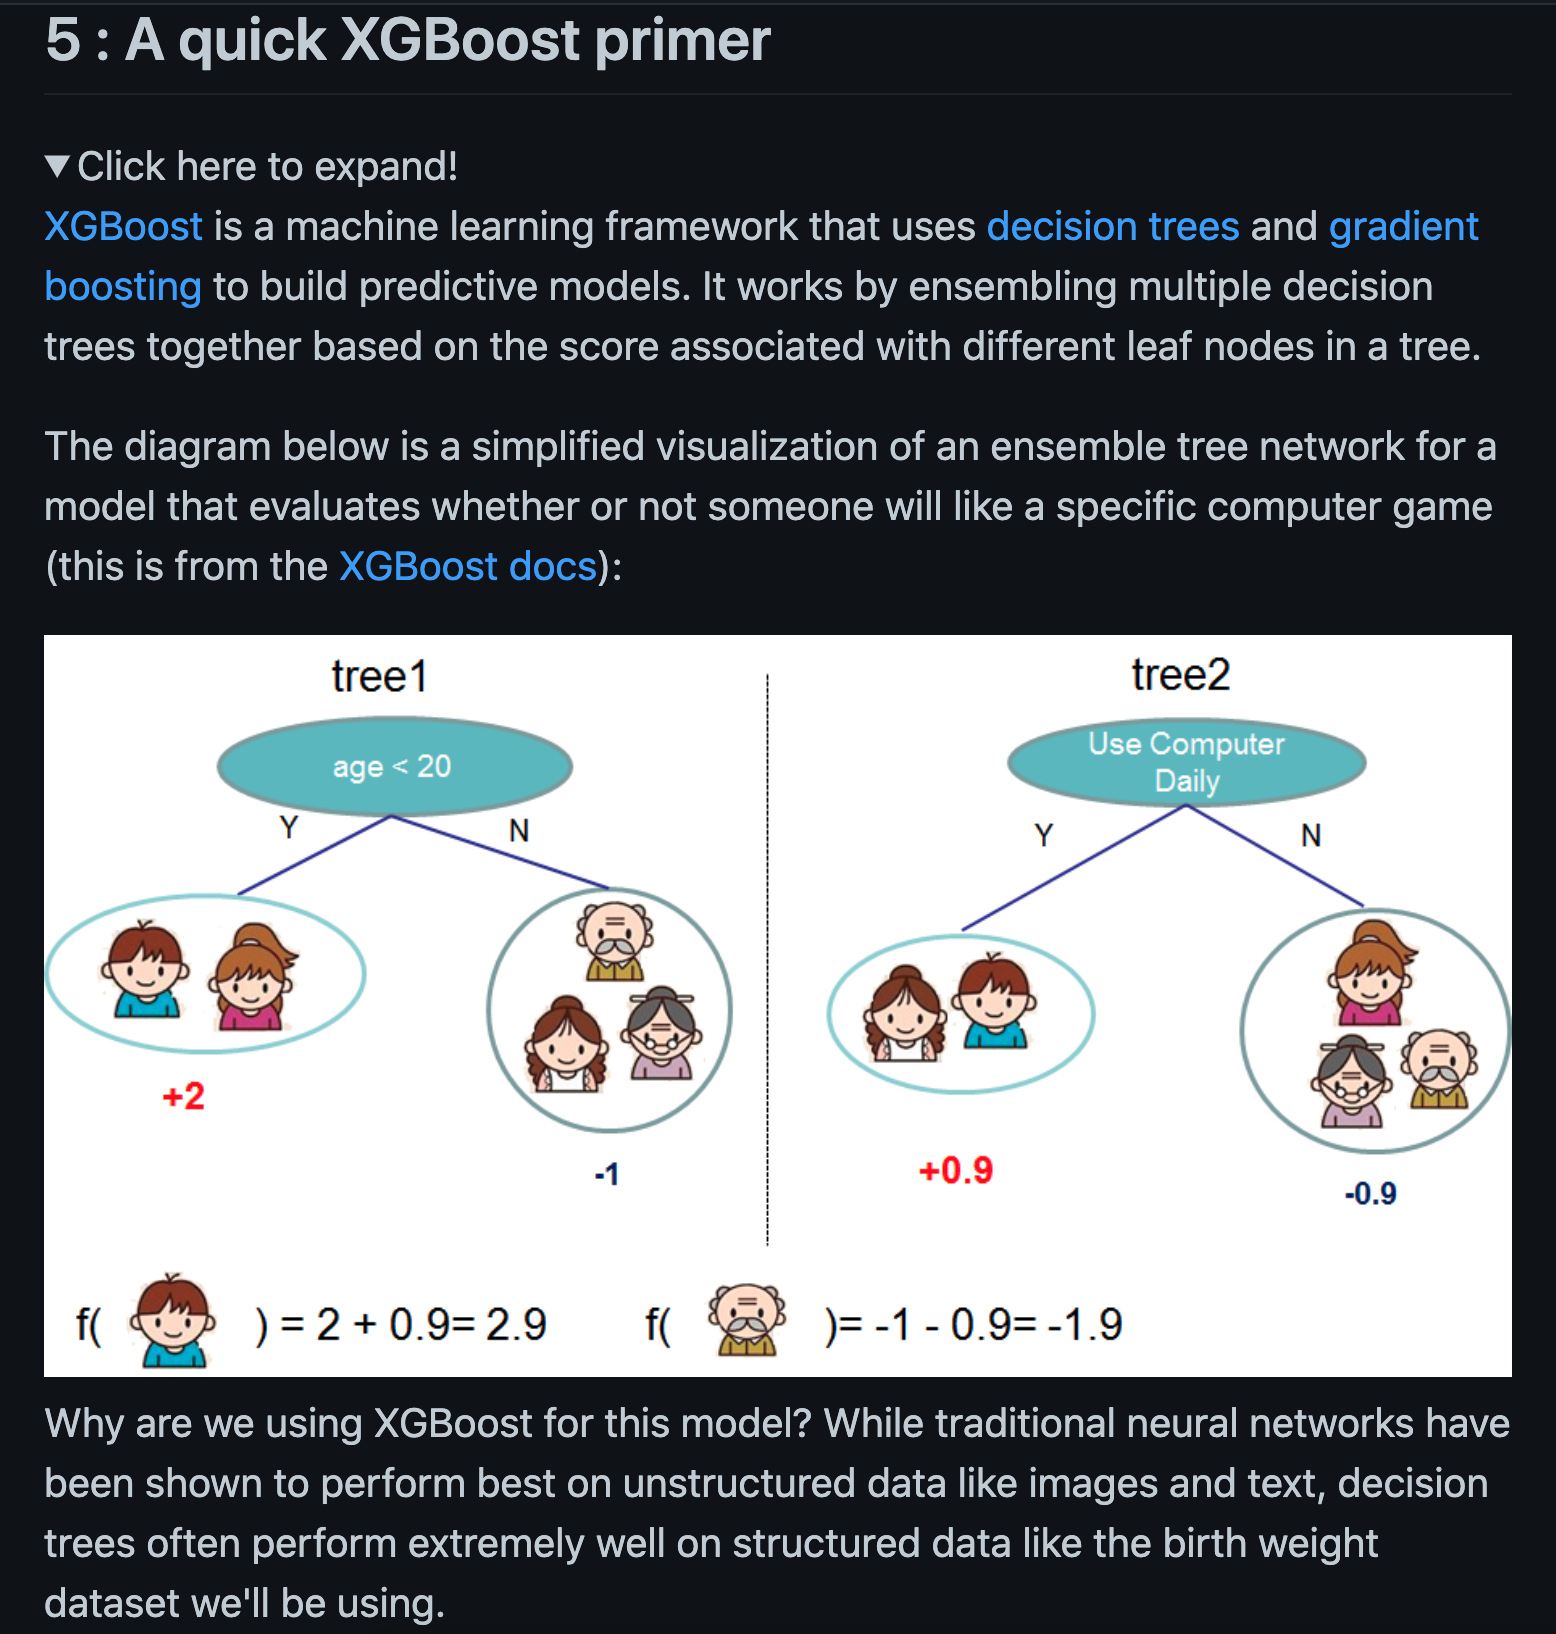 5 : A quick XGBoost primer
▼Click here to expand!
XGBoost is a machine learning framework that uses decision trees and gradient
boosting to build predictive models. It works by ensembling multiple decision
trees together based on the score associated with different leaf nodes in a tree.
The diagram below is a simplified visualization of an ensemble tree network for a
model that evaluates whether or not someone will like a specific computer game
(this is from the XGBoost docs):
tree1
age < 20
Y
N
+2
-1
tree2
Use Computer
Daily
Y
N
+0.9
-0.9
f( ) = 2 + 0.9= 2.9
f( )= -1 - 0.9= -1.9
Why are we using XGBoost for this model? While traditional neural networks have
been shown to perform best on unstructured data like images and text, decision
trees often perform extremely well on structured data like the birth weight
dataset we'll be using.